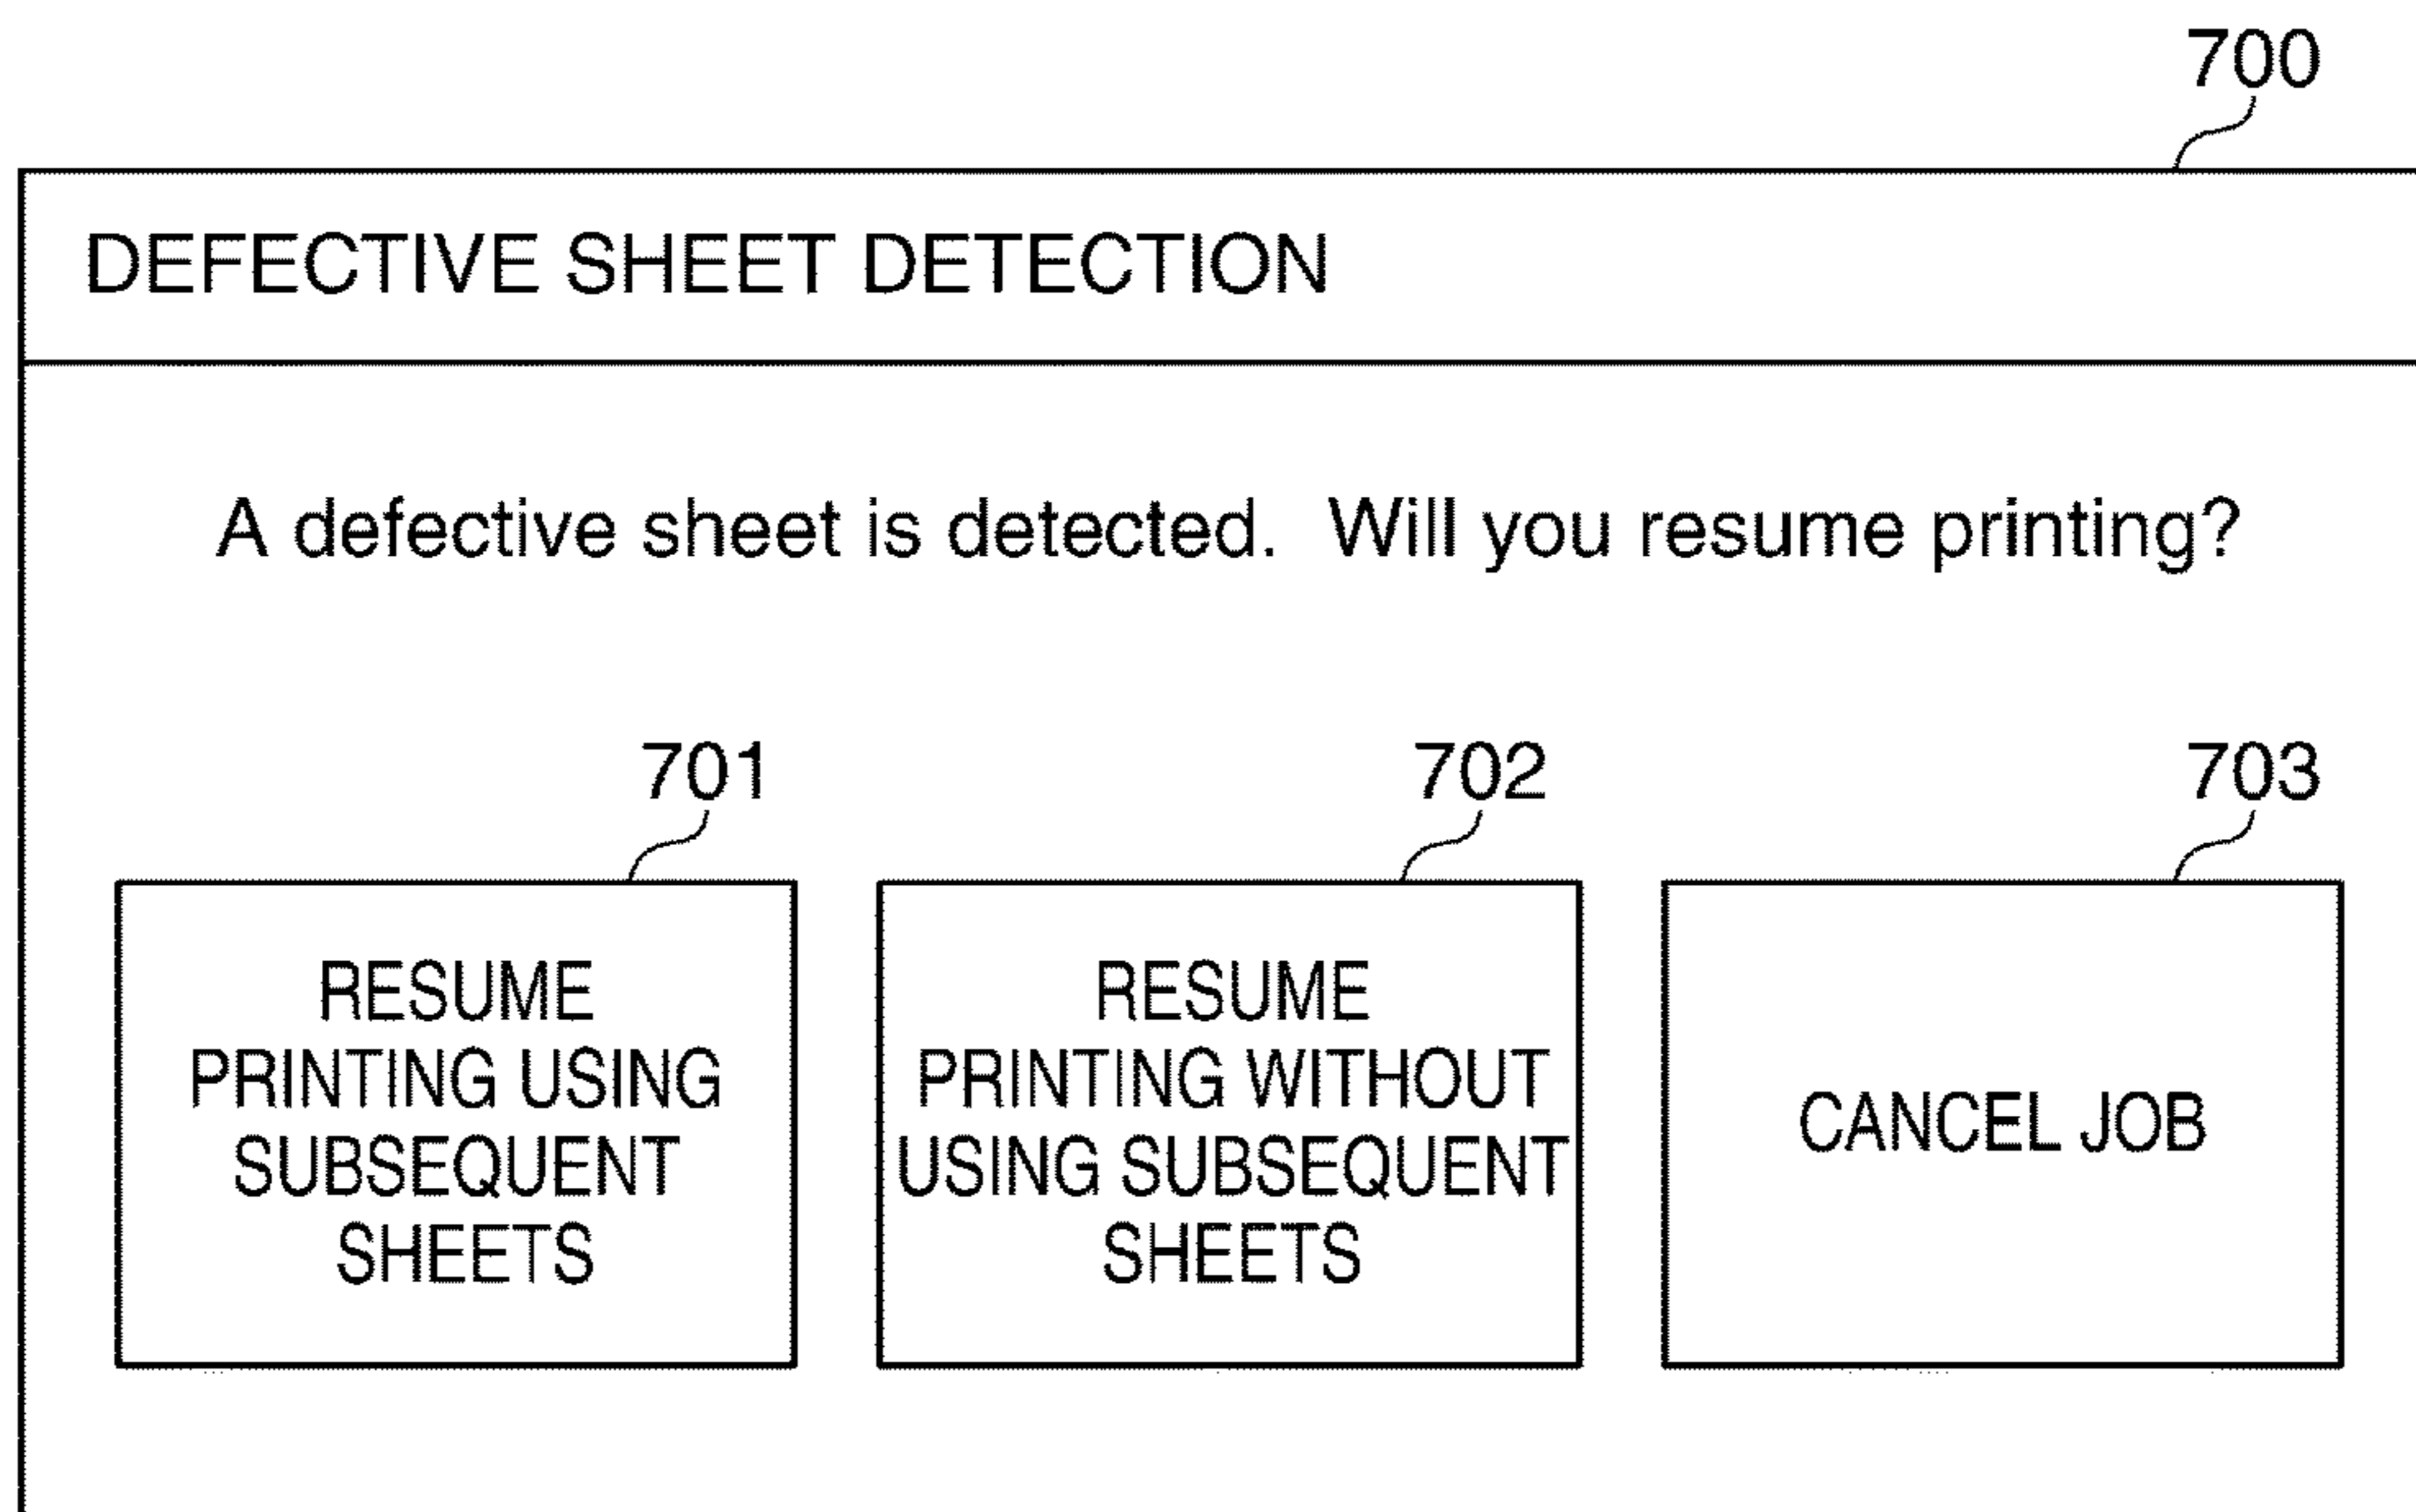 700
DEFECTIVE SHEET DETECTION
A defective sheet is detected.  Will you resume printing?
701
702
703
RESUME
PRINTING USING
SUBSEQUENT
SHEETS
RESUME
PRINTING WITHOUT
USING SUBSEQUENT
SHEETS
CANCEL JOB